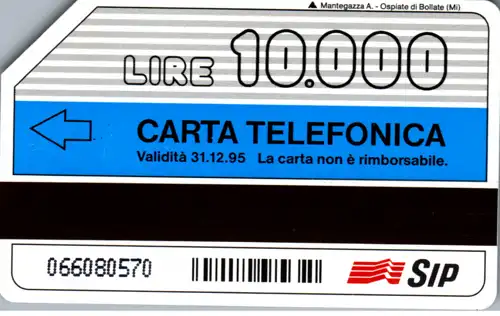 ▲ Mantegazza A. - Ospiate di Bollate (Mi)
LIRE 10.000
CARTA TELEFONICA
Validità 31.12.95 La carta non è rimborsabile.
066080570
SIP